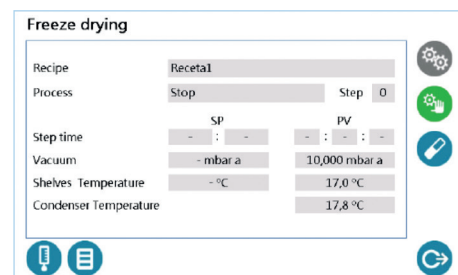 Freeze drying
Recipe Receta1
Process Stop Step 0
SP PV
Step time - : - - : - : -
Vacuum - mbar a 10,000 mbar a
Shelves Temperature - °C 17,0 °C
Condenser Temperature 17,8 °C